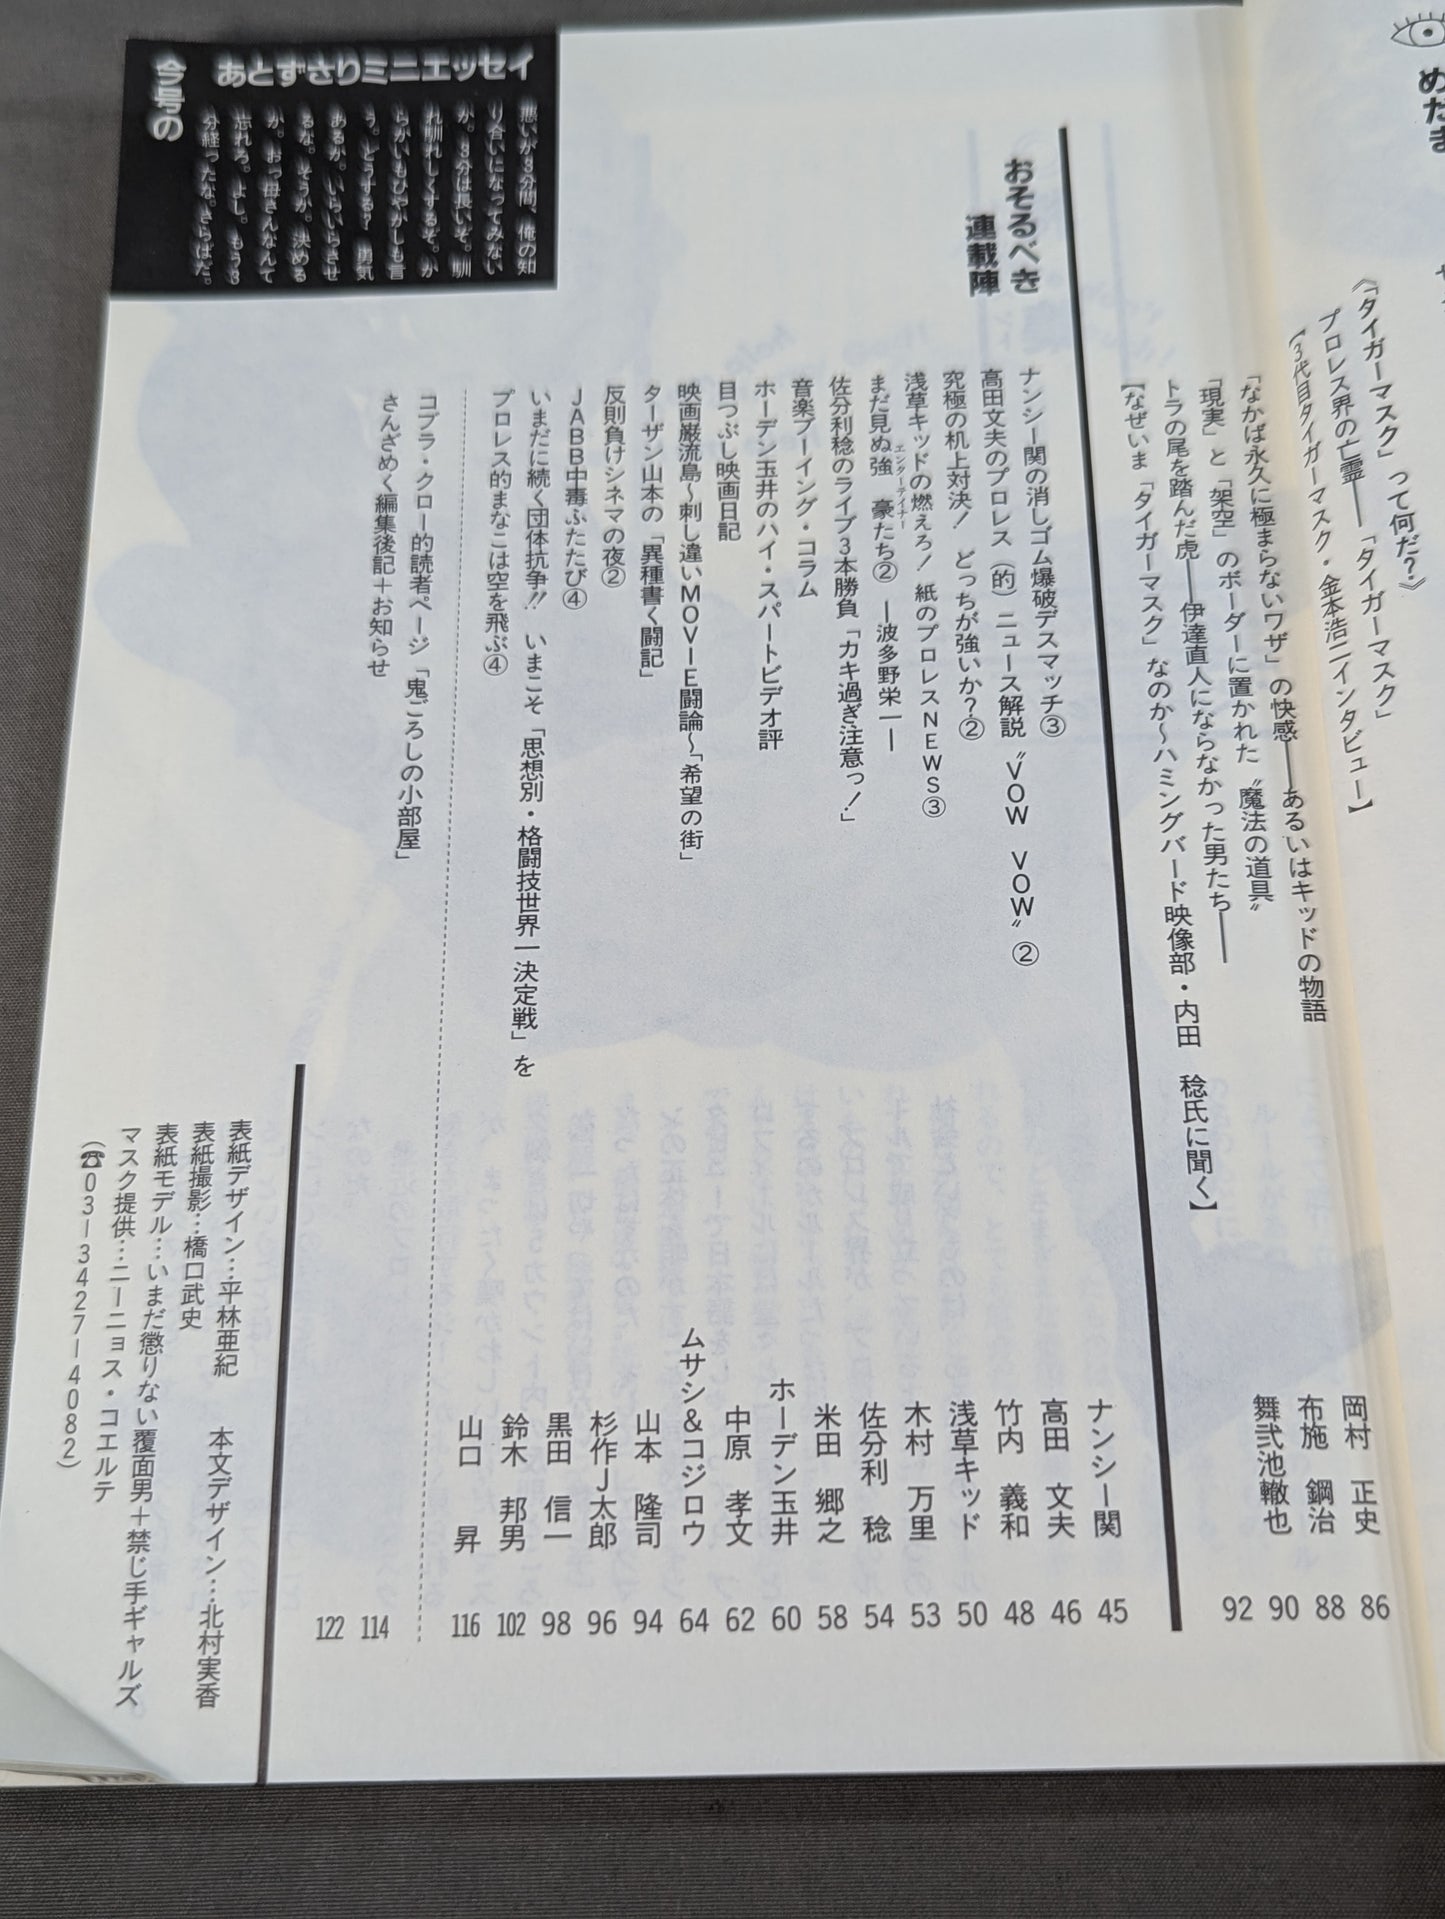 めだま
《「タイガーマスク」って何だ?》
プロレス界の亡霊――「タイガーマスク」
【3代目タイガーマスク・金本浩二インタビュー】
「なかば永久に極まらないワザ」の快感――あるいはキッドの物語 岡村 正史 86
「現実」と「架空」のボーダーに置かれた〝魔法の道具〟 布施 鋼治 88
トラの尾を踏んだ虎――伊達直人にならなかった男たち―― 舞弐池轍也 90
【なぜいま「タイガーマスク」なのか〜ハミングバード映像部・内田 稔氏に聞く】 92
おそるべき
連載陣
ナンシー関の消しゴム爆破デスマッチ③ ナンシー関 45
高田文夫のプロレス(的)ニュース解説〝VOW VOW〟② 高田 文夫 46
究極の机上対決! どっちが強いか?② 竹内 義和 48
浅草キッドの燃えろ! 紙のプロレスNEWS③ 浅草キッド 50
まだ見ぬ強豪たち② ―波多野栄一― 木村 万里 53
エンターテイナー
佐分利稔のライブ3本勝負「カキ過ぎ注意っ!」 佐分利 稔 54
音楽ブーイング・コラム 米田 郷之 58
ホーデン玉井のハイ・スパートビデオ評 ホーデン玉井 60
目つぶし映画日記 中原 孝文 62
映画巌流島〜刺し違いMOVIE闘論〜「希望の街」 ムサシ&コジロウ 64
ターザン山本の「異種書く闘記」 山本 隆司 94
反則負けシネマの夜② 杉作J太郎 96
JABB中毒ふたたび④ 黒田 信一 98
いまだに続く団体抗争!! いまこそ「思想別・格闘技世界一決定戦」を 鈴木 邦男 102
プロレス的まなこは空を飛ぶ④ 山口 昇 116
コブラ・クロー的読者ページ「鬼ごろしの小部屋」 114
さんざめく編集後記+お知らせ 122
表紙デザイン…平林亜紀 本文デザイン…北村実香
表紙撮影…橋口武史
表紙モデル…いまだ懲りない覆面男+禁じ手ギャルズ
マスク提供…ニーニョス・コエルテ
(☎03―3427―4082)
今号の
あとずさりミニエッセイ
悪いが3分間、俺の知
り合いになってみない
か。3分は長いぞ。馴
れ馴れしくするぞ。か
らかいもひやかしも言
う。どうする? 勇気
あるか。いらいらさせ
るな。そうか。決める
か。おっ母さんなんて
忘れろ。よし。もう3
分経ったな。さらばだ。